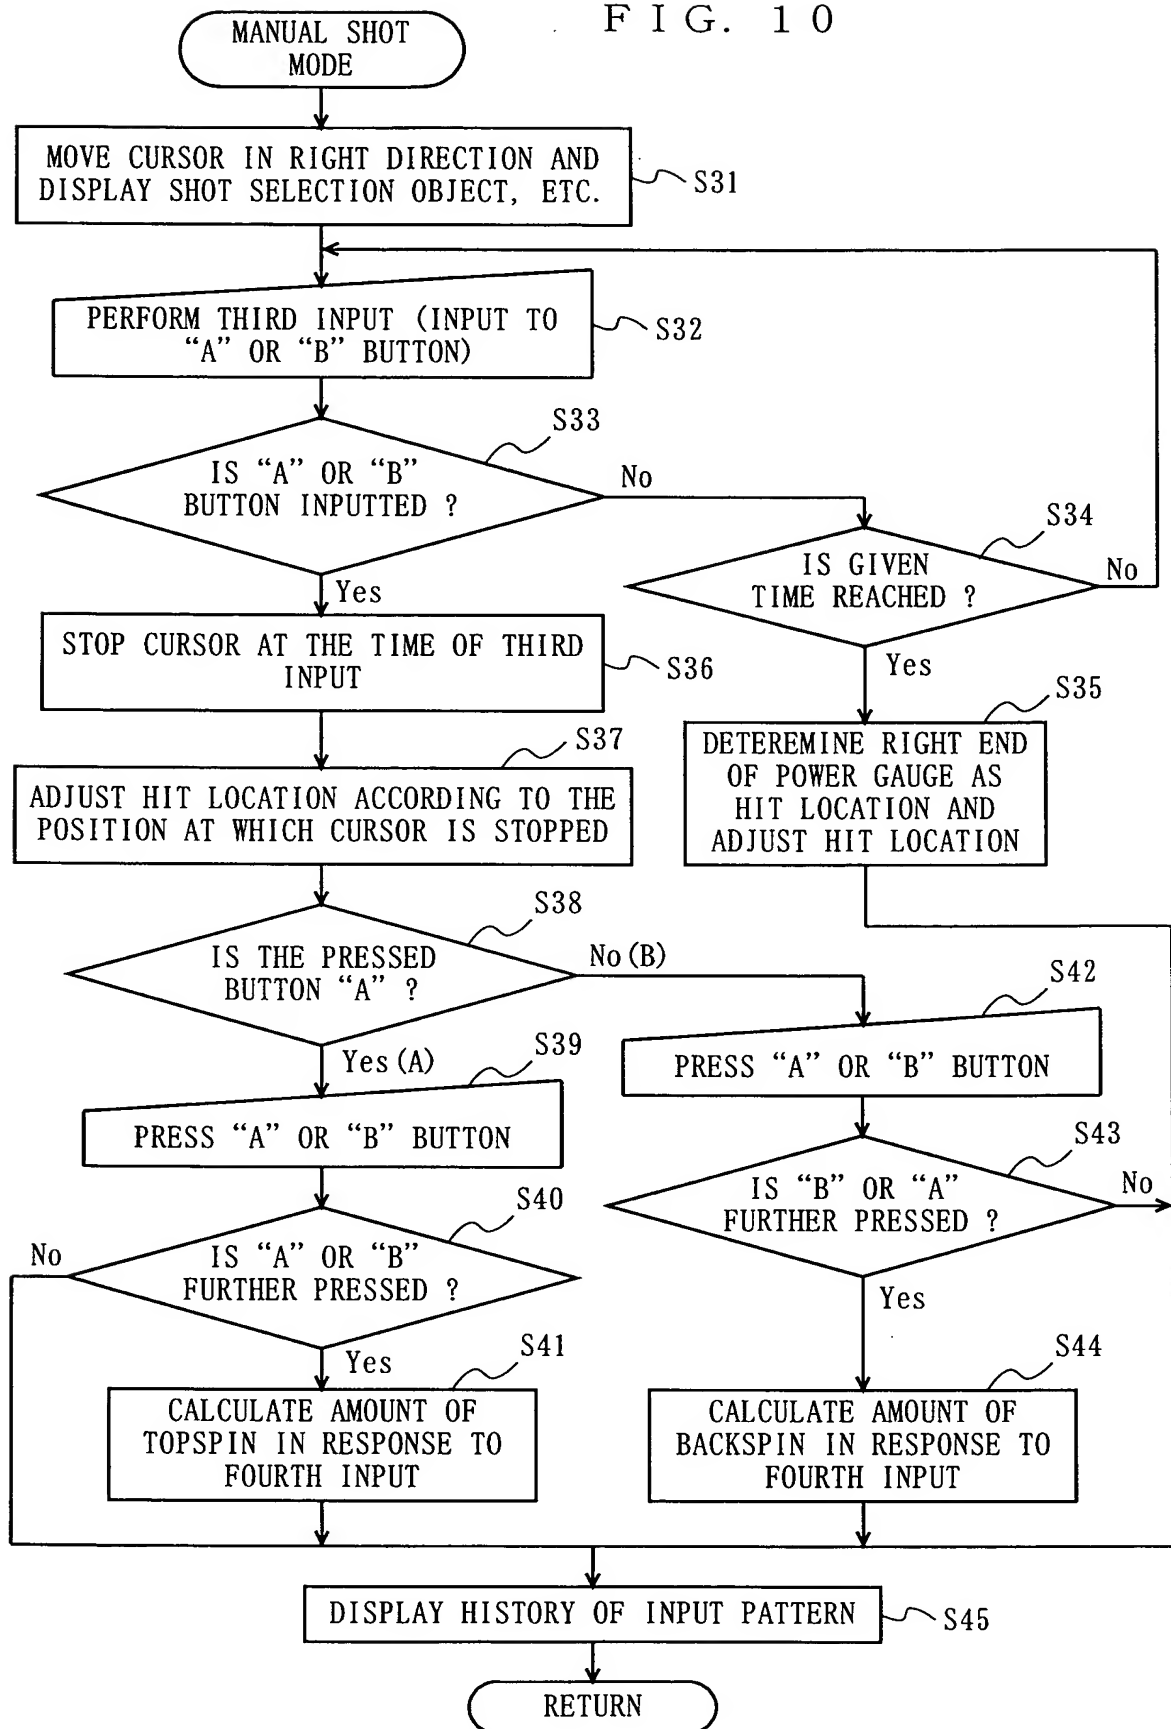 FIG. 10
MANUAL SHOT
MODE
MOVE CURSOR IN RIGHT DIRECTION AND
DISPLAY SHOT SELECTION OBJECT, ETC.
S31
PERFORM THIRD INPUT (INPUT TO
“A” OR “B” BUTTON)
S32
S33
IS “A” OR “B”
BUTTON INPUTTED ?
No
Yes
S34
IS GIVEN
TIME REACHED ?
No
Yes
STOP CURSOR AT THE TIME OF THIRD
INPUT
S36
S35
DETEREMINE RIGHT END
OF POWER GAUGE AS
HIT LOCATION AND
ADJUST HIT LOCATION
S37
ADJUST HIT LOCATION ACCORDING TO THE
POSITION AT WHICH CURSOR IS STOPPED
S38
IS THE PRESSED
BUTTON “A” ?
No(B)
Yes(A)
S39
PRESS “A” OR “B” BUTTON
S42
PRESS “A” OR “B” BUTTON
S40
IS “A” OR “B”
FURTHER PRESSED ?
No
Yes
S43
IS “B” OR “A”
FURTHER PRESSED ?
No
Yes
S41
CALCULATE AMOUNT OF
TOPSPIN IN RESPONSE TO
FOURTH INPUT
S44
CALCULATE AMOUNT OF
BACKSPIN IN RESPONSE TO
FOURTH INPUT
DISPLAY HISTORY OF INPUT PATTERN
S45
RETURN